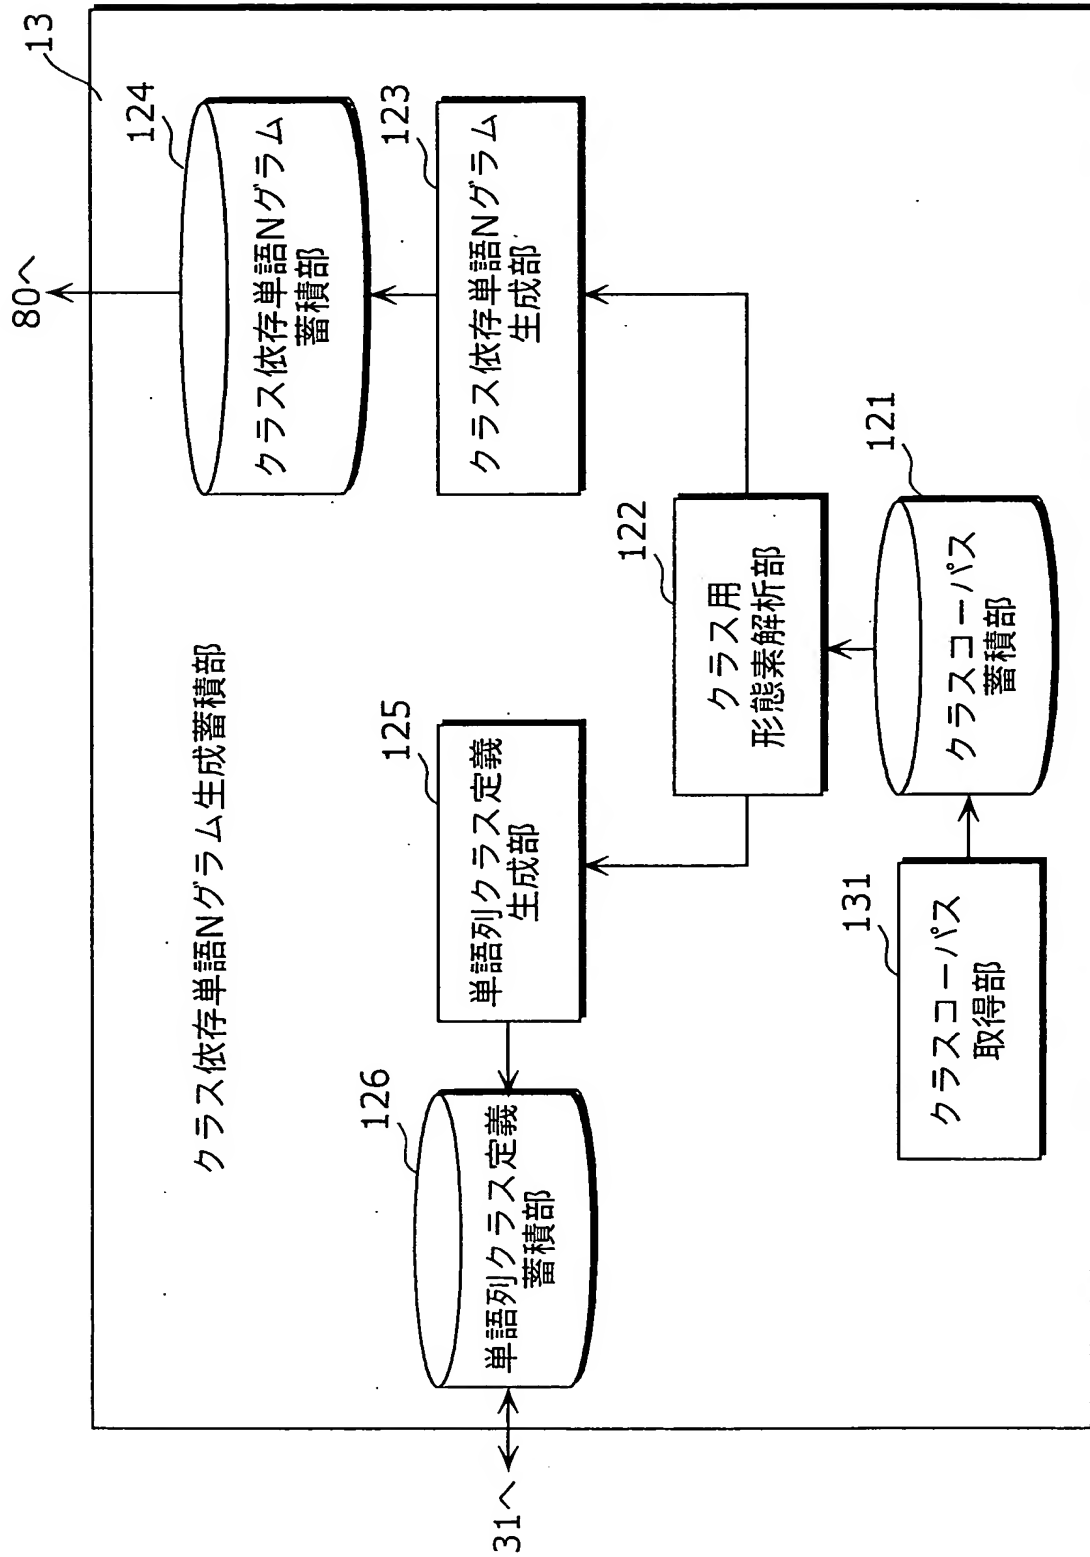 13
クラス依存単語Nグラム生成蓄積部
80へ
124
クラス依存単語Nグラム
蓄積部
123
クラス依存単語Nグラム
生成部
126
単語列クラス定義
蓄積部
31へ
125
単語列クラス定義
生成部
122
クラス用
形態素解析部
121
クラスコーパス
蓄積部
131
クラスコーパス
取得部